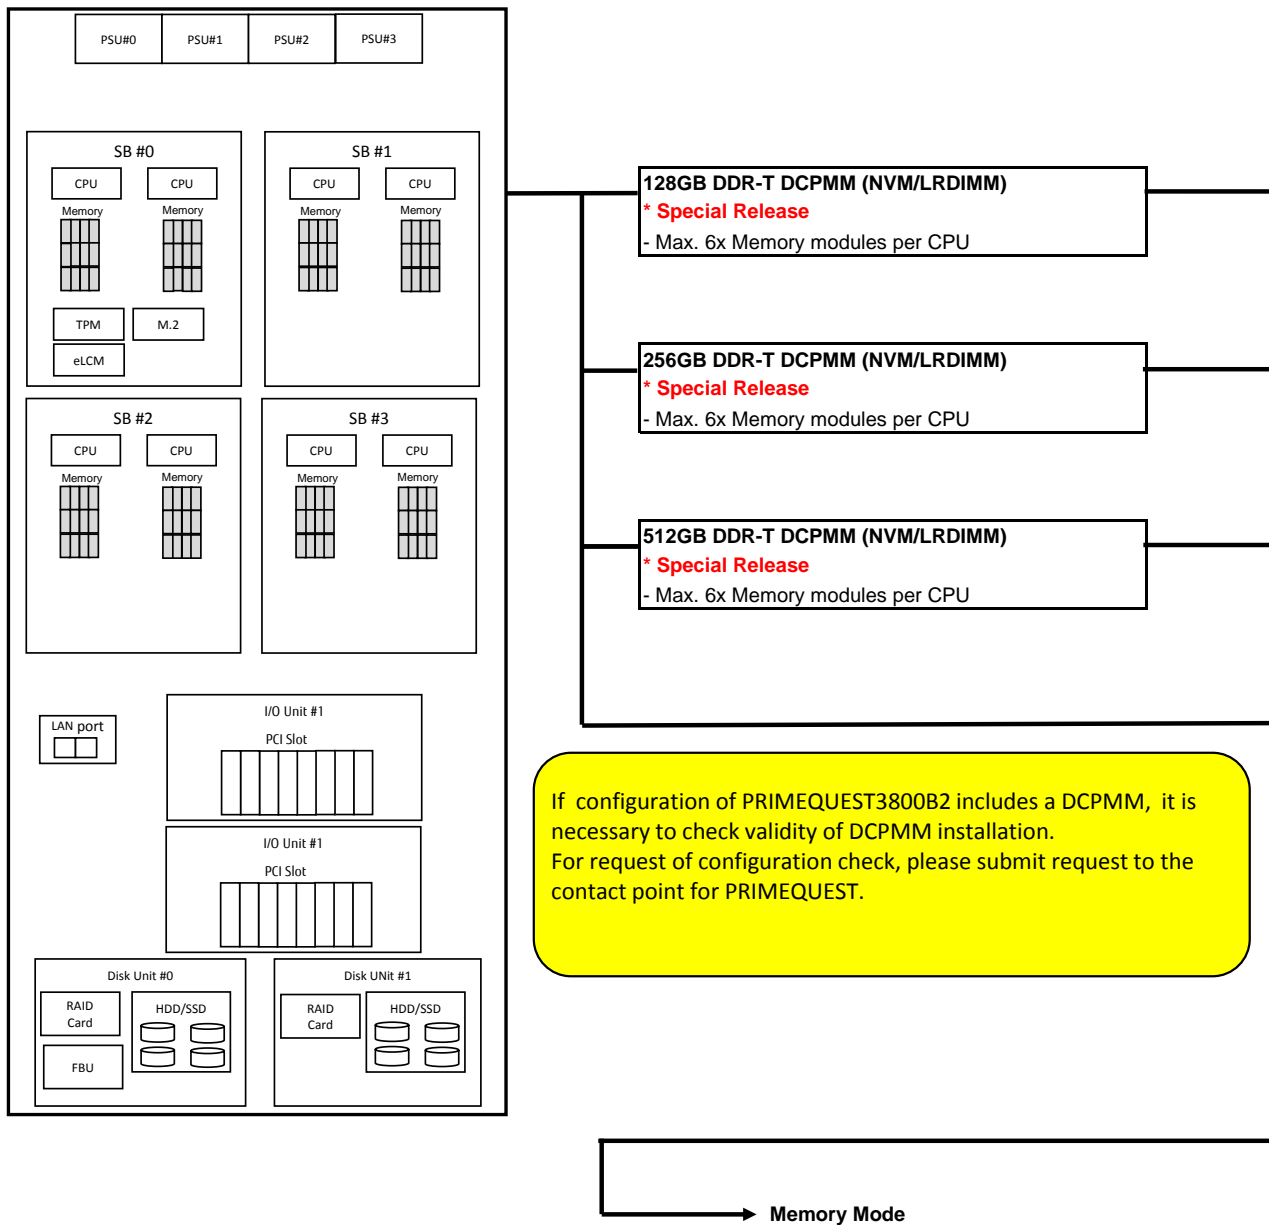 PSU#0 PSU#1 PSU#2 PSU#3
SB #0
CPU CPU
Memory Memory
TPM M.2
eLCM
SB #1
CPU CPU
Memory Memory
SB #2
CPU CPU
Memory Memory
SB #3
CPU CPU
Memory Memory
LAN port
I/O Unit #1
PCI Slot
I/O Unit #1
PCI Slot
Disk Unit #0
RAID
Card
HDD/SSD
FBU
Disk UNit #1
RAID
Card
HDD/SSD
128GB DDR-T DCPMM (NVM/LRDIMM)
* Special Release
- Max. 6x Memory modules per CPU
256GB DDR-T DCPMM (NVM/LRDIMM)
* Special Release
- Max. 6x Memory modules per CPU
512GB DDR-T DCPMM (NVM/LRDIMM)
* Special Release
- Max. 6x Memory modules per CPU
If configuration of PRIMEQUEST3800B2 includes a DCPMM, it is
necessary to check validity of DCPMM installation.
For request of configuration check, please submit request to the
contact point for PRIMEQUEST.
Memory Mode